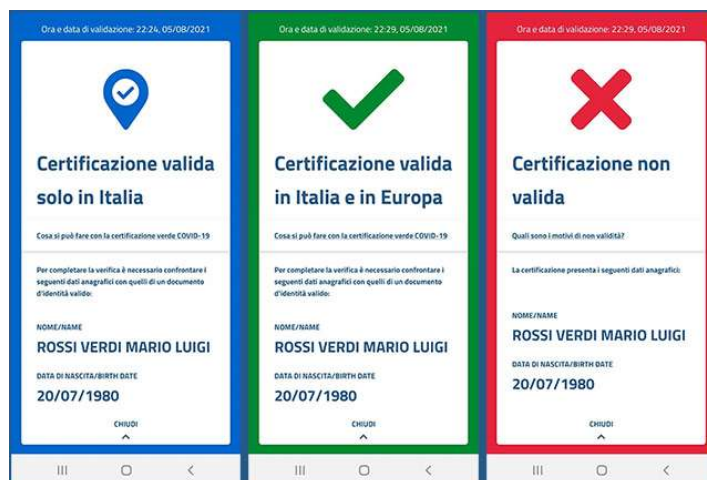 Ora e data di validazione: 22:24, 05/08/2021
Certificazione valida
solo in Italia
Cosa si può fare con la certificazione verde COVID-19
Per completare la verifica è necessario confrontare i
seguenti dati anagrafici con quelli di un documento
d'identità valido:
NOME/NAME
ROSSI VERDI MARIO LUIGI
DATA DI NASCITA/BIRTH DATE
20/07/1980
CHIUDI
Ora e data di validazione: 22:29, 05/08/2021
Certificazione valida
in Italia e in Europa
Cosa si può fare con la certificazione verde COVID-19
Per completare la verifica è necessario confrontare i
seguenti dati anagrafici con quelli di un documento
d'identità valido:
NOME/NAME
ROSSI VERDI MARIO LUIGI
DATA DI NASCITA/BIRTH DATE
20/07/1980
CHIUDI
Ora e data di validazione: 22:29, 05/08/2021
Certificazione non
valida
Quali sono i motivi di non validità?
La certificazione presenta i seguenti dati anagrafici:
NOME/NAME
ROSSI VERDI MARIO LUIGI
DATA DI NASCITA/BIRTH DATE
20/07/1980
CHIUDI